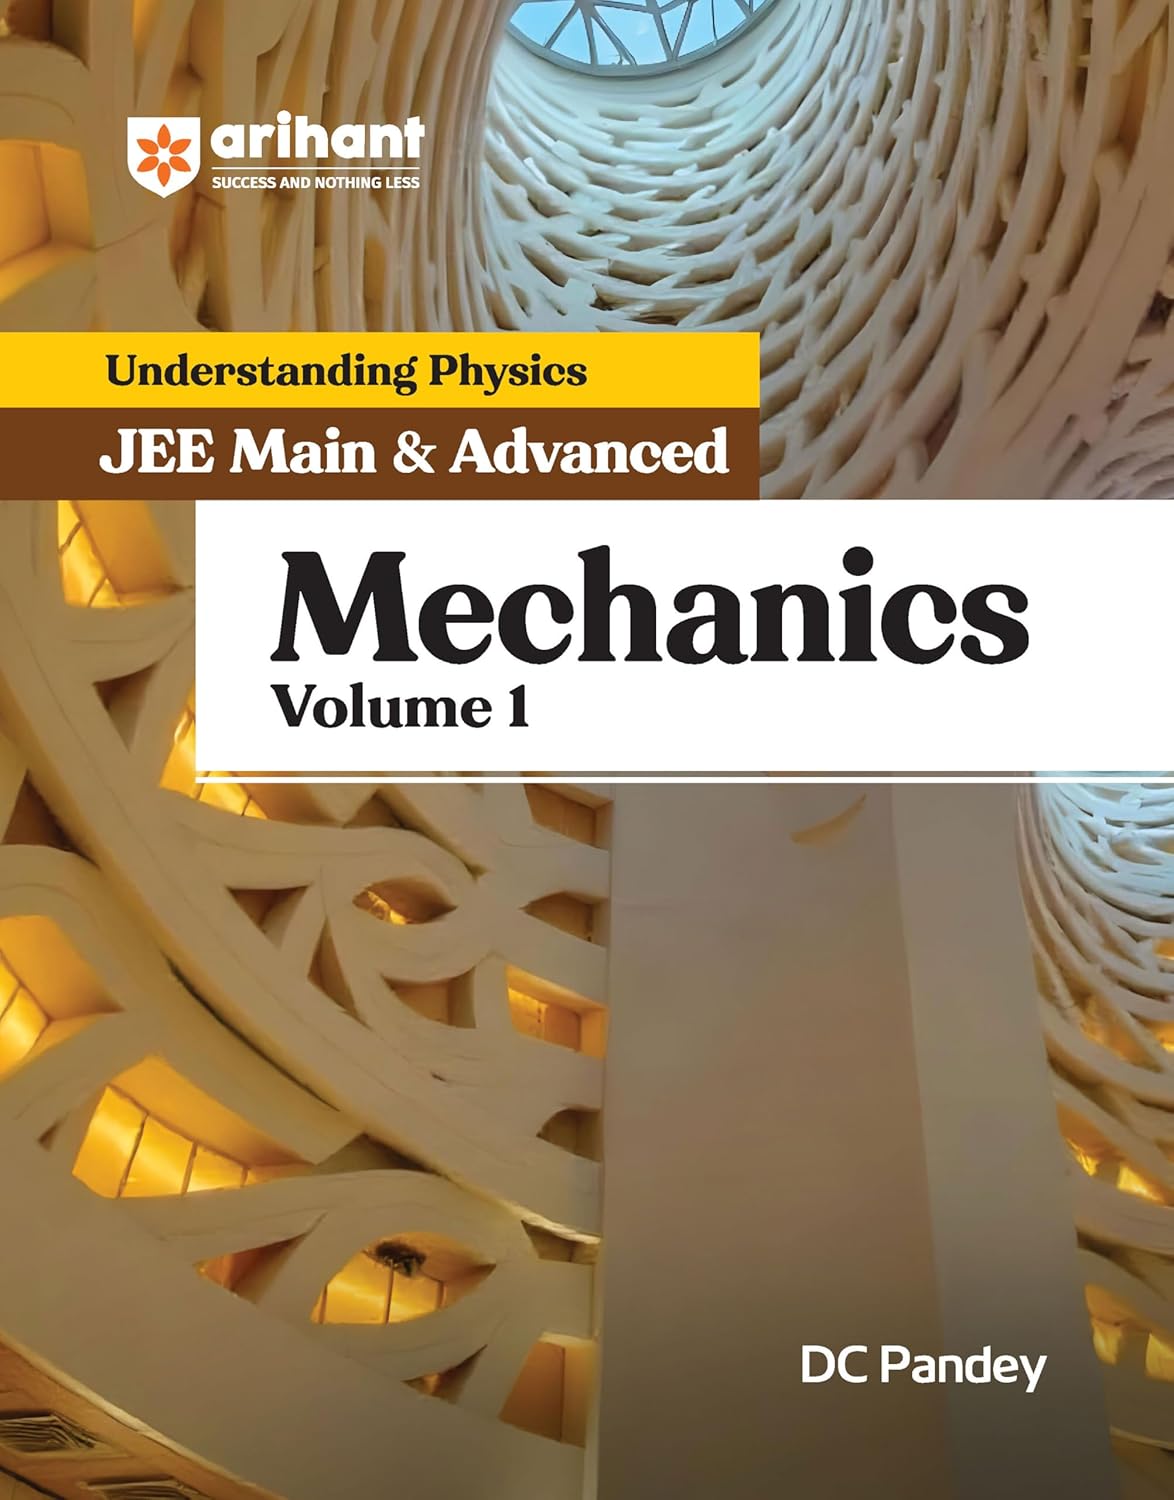 arihant
SUCCESS AND NOTHING LESS
Understanding Physics
JEE Main & Advanced
Mechanics
Volume 1
DC Pandey